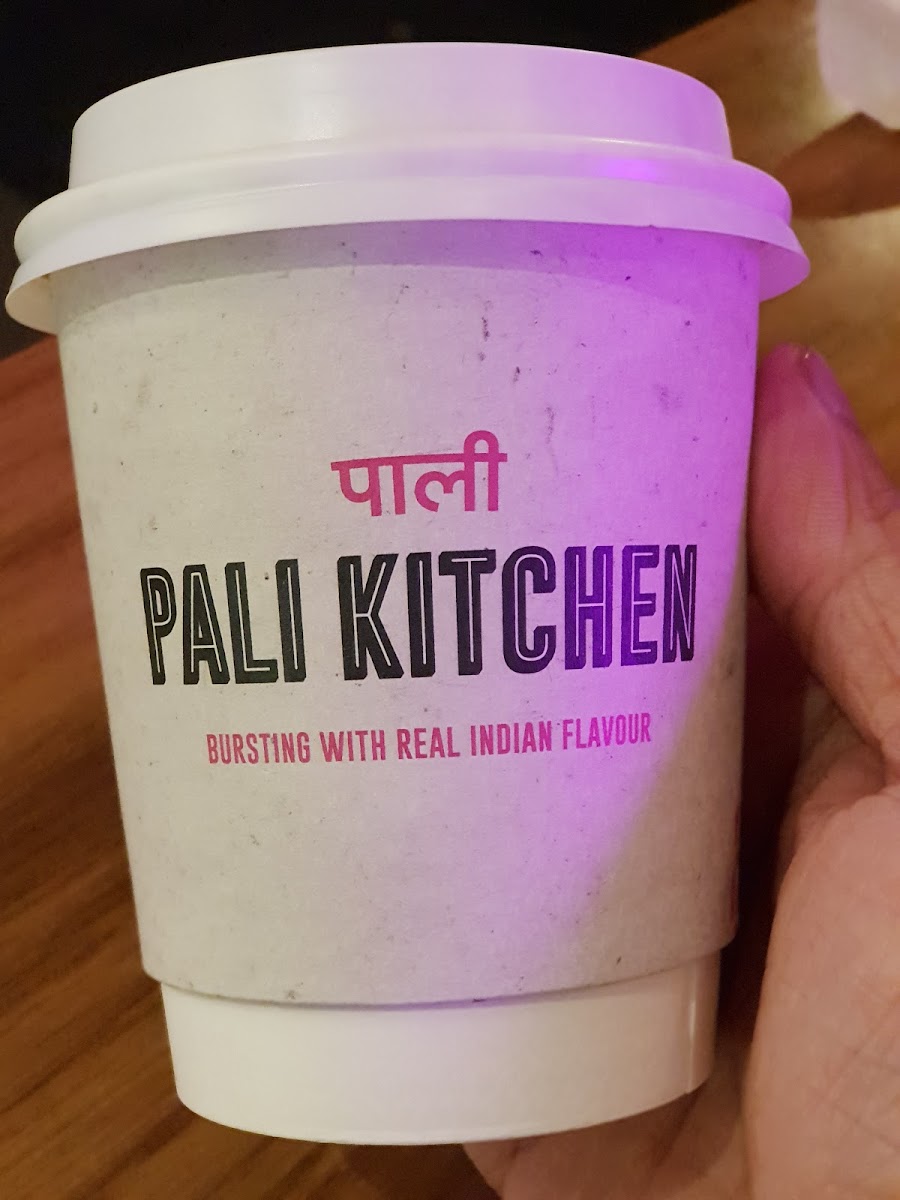 पाली
PALI KITCHEN
BURSTING WITH REAL INDIAN FLAVOUR